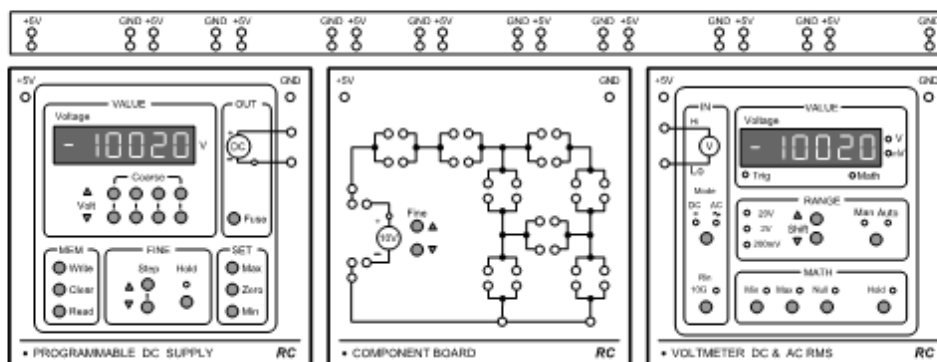 +5V GND +5V GND +5V GND +5V GND +5V GND +5V GND +5V GND +5V GND +5V GND
+5V GND
VALUE OUT
Voltage
- 10020 V
+
DC
-
Coarse
Volt
Fuse
MEM FINE SET
Write Step Hold Max
Clear Zero
Read Min
• PROGRAMMABLE DC SUPPLY RC
+5V GND
+
10V
-
Fine
• COMPONENT BOARD RC
+5V GND
IN VALUE
Hi Voltage
V
- 10020 V
mV
Lo
Trig Math
Mode RANGE
DC AC 20V Man Auto
2V Shift
200mV
Rin MATH
10G Min Max Null Hold
• VOLTMETER DC & AC RMS RC